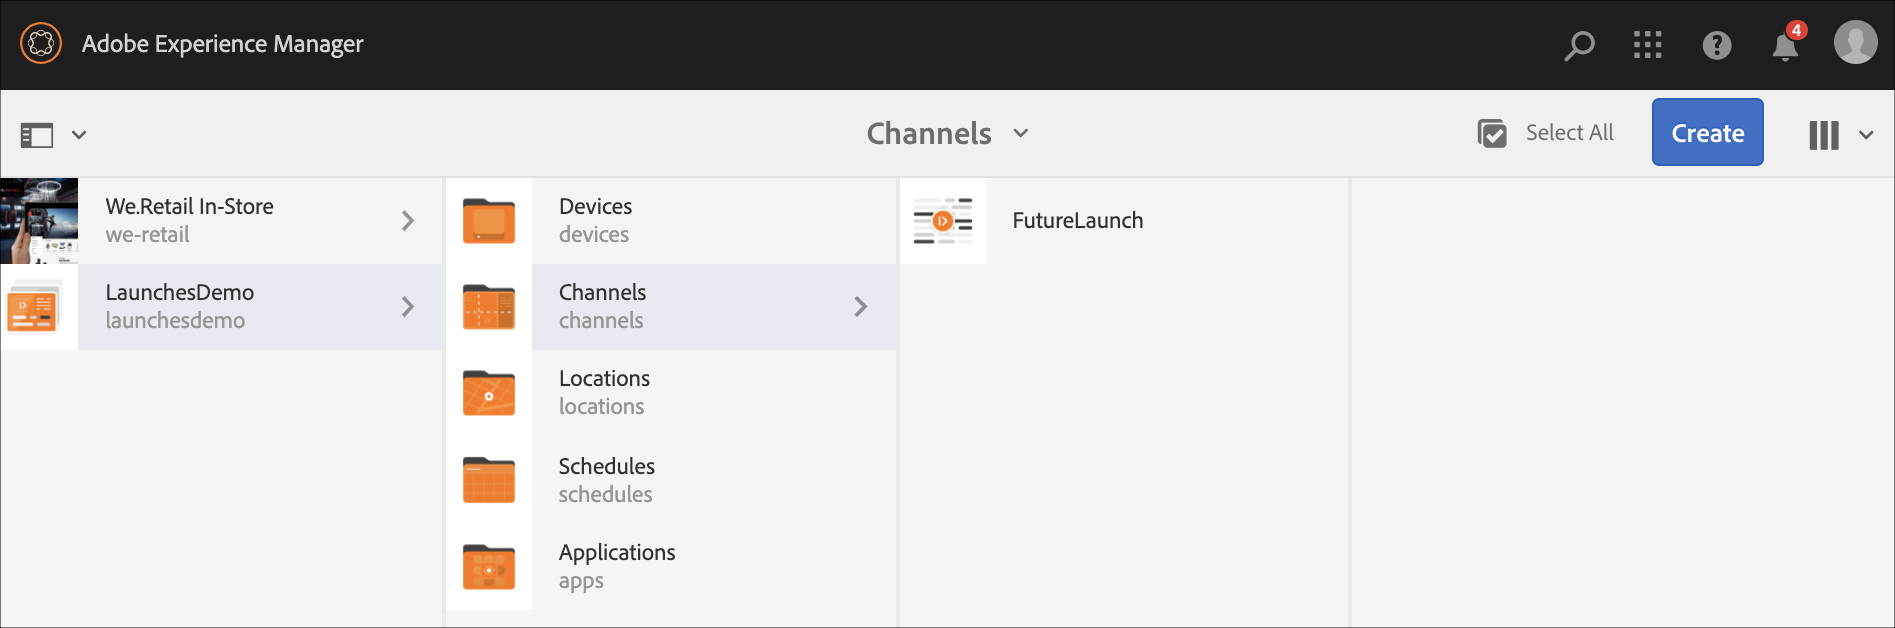 Adobe Experience Manager
4
Channels
Select All
Create
We.Retail In-Store
we-retail
LaunchesDemo
launchesdemo
Devices
devices
Channels
channels
Locations
locations
Schedules
schedules
Applications
apps
FutureLaunch